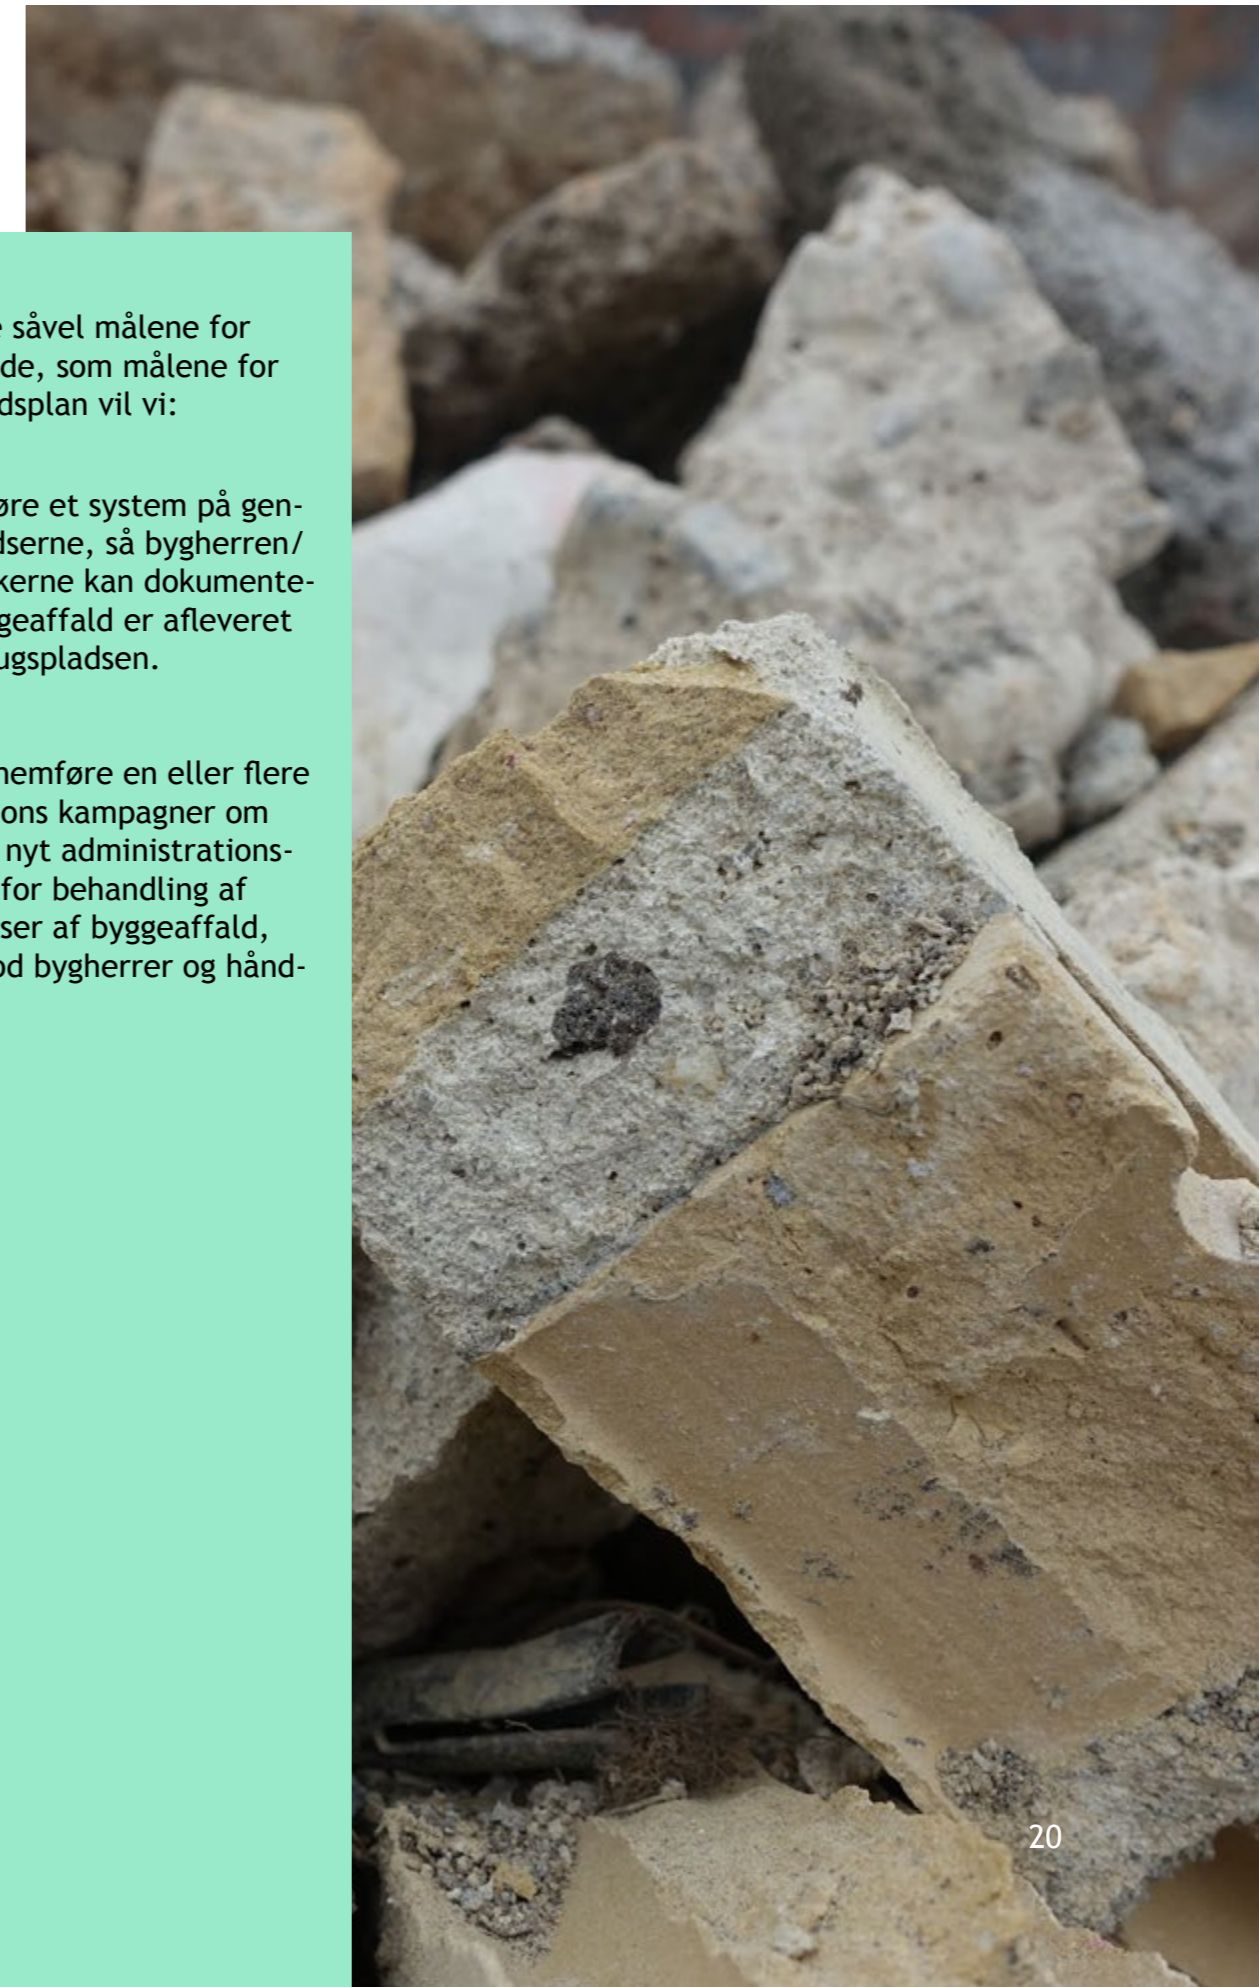 såvel målene for
de, som målene for
dsplan vil vi:
øre et system på gen-
dserne, så bygherren/
kerne kan dokumente-
geaffald er afleveret
ugspladsen.
nemføre en eller flere
ons kampagner om
nyt administrations-
for behandling af
ser af byggeaffald,
od bygherrer og hånd-
20